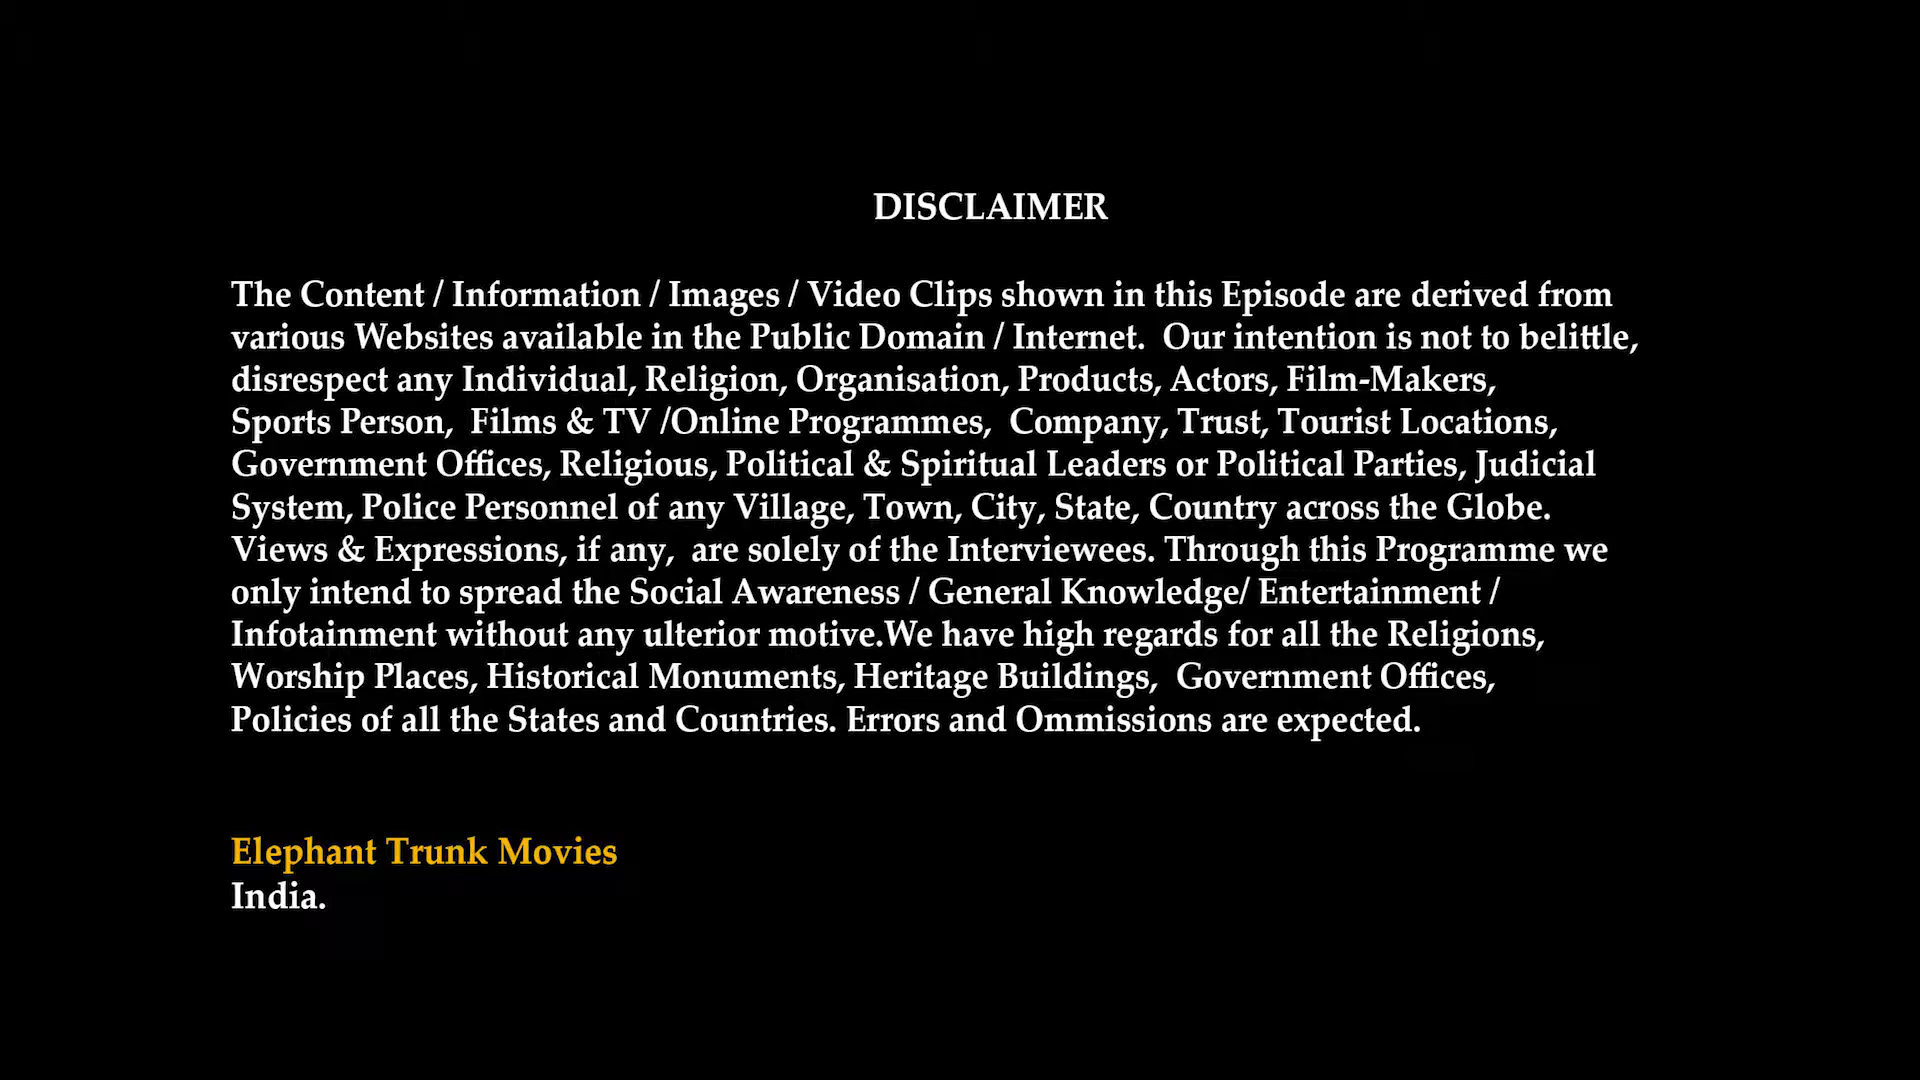 DISCLAIMER
The Content / Information / Images / Video Clips shown in this Episode are derived from
various Websites available in the Public Domain / Internet.  Our intention is not to belittle,
disrespect any Individual, Religion, Organisation, Products, Actors, Film-Makers,
Sports Person,  Films & TV /Online Programmes,  Company, Trust, Tourist Locations,
Government Offices, Religious, Political & Spiritual Leaders or Political Parties, Judicial
System, Police Personnel of any Village, Town, City, State, Country across the Globe.
Views & Expressions, if any,  are solely of the Interviewees. Through this Programme we
only intend to spread the Social Awareness / General Knowledge/ Entertainment /
Infotainment without any ulterior motive.We have high regards for all the Religions,
Worship Places, Historical Monuments, Heritage Buildings,  Government Offices,
Policies of all the States and Countries. Errors and Ommissions are expected.
Elephant Trunk Movies
India.